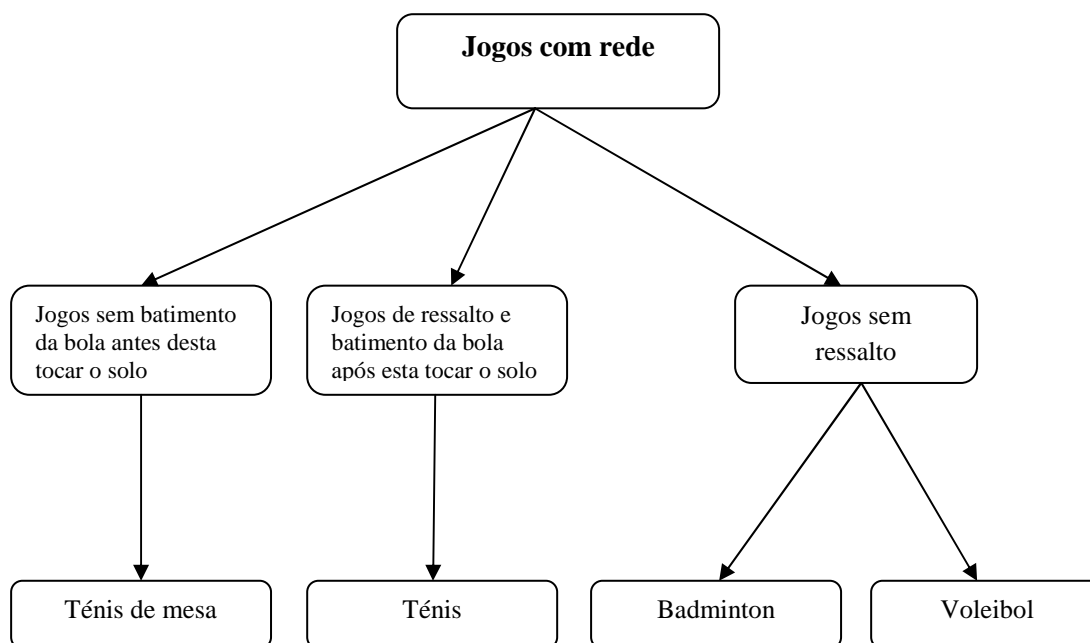 Jogos com rede
Jogos sem batimento
da bola antes desta
tocar o solo
Jogos de ressalto e
batimento da bola
após esta tocar o solo
Jogos sem
ressalto
Ténis de mesa
Ténis
Badminton
Voleibol